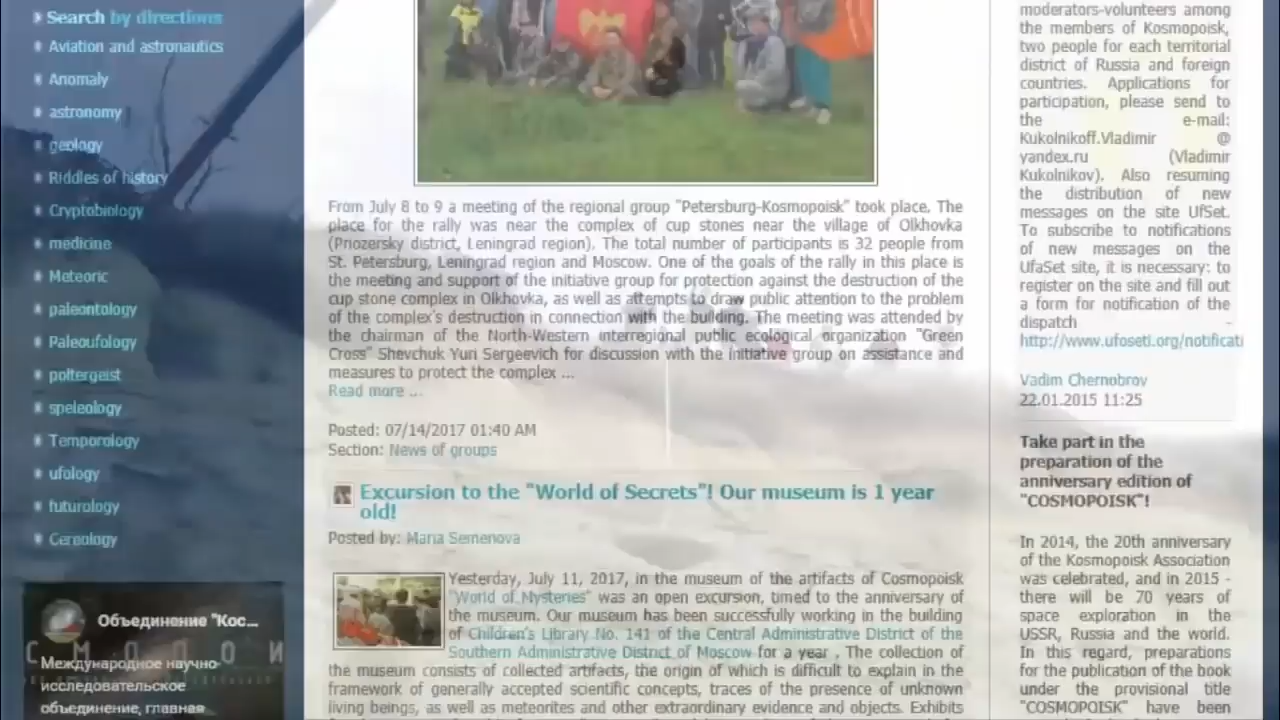 Search by directions
Aviation and astronautics
Anomaly
astronomy
geology
Riddles of history
Cryptobiology
medicine
Meteoric
paleontology
Paleoufology
poltergeist
speleology
Temporology
ufology
futurology
Cereology
Объединение "Кос...
С М О П О И
Международное научно-
исследовательское
объединение, главная
From July 8 to 9 a meeting of the regional group "Petersburg-Kosmopoisk" took place. The
place for the rally was near the complex of cup stones near the village of Olkhovka
(Priozersky district, Leningrad region). The total number of participants is 32 people from
St. Petersburg, Leningrad region and Moscow. One of the goals of the rally in this place is
the meeting and support of the initiative group for protection against the destruction of the
cup stone complex in Olkhovka, as well as attempts to draw public attention to the problem
of the complex's destruction in connection with the building. The meeting was attended by
the chairman of the North-Western interregional public ecological organization "Green
Cross" Shevchuk Yuri Sergeevich for discussion with the initiative group on assistance and
measures to protect the complex ...
Read more ...
Posted: 07/14/2017 01:40 AM
Section: News of groups
Excursion to the "World of Secrets"! Our museum is 1 year
old!
Posted by: Maria Semenova
Yesterday, July 11, 2017, in the museum of the artifacts of Cosmopoisk
"World of Mysteries" was an open excursion, timed to the anniversary of
the museum. Our museum has been successfully working in the building
of Children's Library No. 141 of the Central Administrative District of the
Southern Administrative District of Moscow for a year . The collection of
the museum consists of collected artifacts, the origin of which is difficult to explain in the
framework of generally accepted scientific concepts, traces of the presence of unknown
living beings, as well as meteorites and other extraordinary evidence and objects. Exhibits
moderators-volunteers among
the members of Kosmopoisk,
two people for each territorial
district of Russia and foreign
countries. Applications for
participation, please send to
the e-mail:
Kukolnikoff.Vladimir @
yandex.ru (Vladimir
Kukolnikov). Also resuming
the distribution of new
messages on the site UfSet.
To subscribe to notifications
of new messages on the
UfaSet site, it is necessary: to
register on the site and fill out
a form for notification of the
dispatch -
http://www.ufoseti.org/notificati
Vadim Chernobrov
22.01.2015 11:25
Take part in the
preparation of the
anniversary edition of
"COSMOPOISK"!
In 2014, the 20th anniversary
of the Kosmopoisk Association
was celebrated, and in 2015 -
there will be 70 years of
space exploration in the
USSR, Russia and the world.
In this regard, preparations
for the publication of the book
under the provisional title
"COSMOPOISK" have been